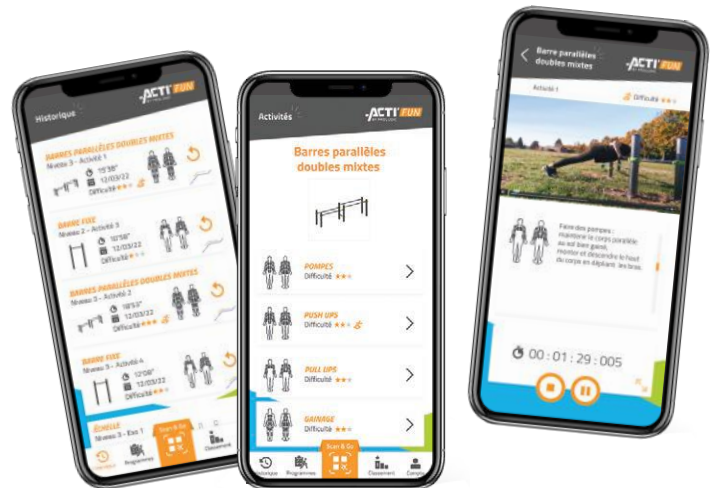 Historique
ACTI'FUN
BY PROLUDIC
BARRES PARALLÈLES DOUBLES MIXTES
Niveau 3 - Activité 1
15'58"
12/03/22
Difficulté
BARRE FIXE
Niveau 2 - Activité 3
10'58"
12/03/22
Difficulté
BARRES PARALLÈLES DOUBLES MIXTES
Niveau 3 - Activité 2
18'53"
12/03/22
Difficulté
BARRE FIXE
Niveau 3 - Activité 4
12'08"
12/03/22
Difficulté
ÉCHELLE
Niveau 3 - Exo 1
Scan & Go
Programmes
Classement
Activités
ACTI'FUN
BY PROLUDIC
Barres parallèles
doubles mixtes
POMPES
Difficulté
PUSH UPS
Difficulté
PULL UPS
Difficulté
GAINAGE
Difficulté
Scan & Go
Historique
Programmes
Classement
Compte
Barre parallèles
doubles mixtes
ACTI'FUN
Activité 1
Difficulté
Faire des pompes :
maintenir le corps parallèle
au sol bien gainé,
monter et descendre le haut
du corps en dépliant les bras.
00 : 01 : 29 : 005